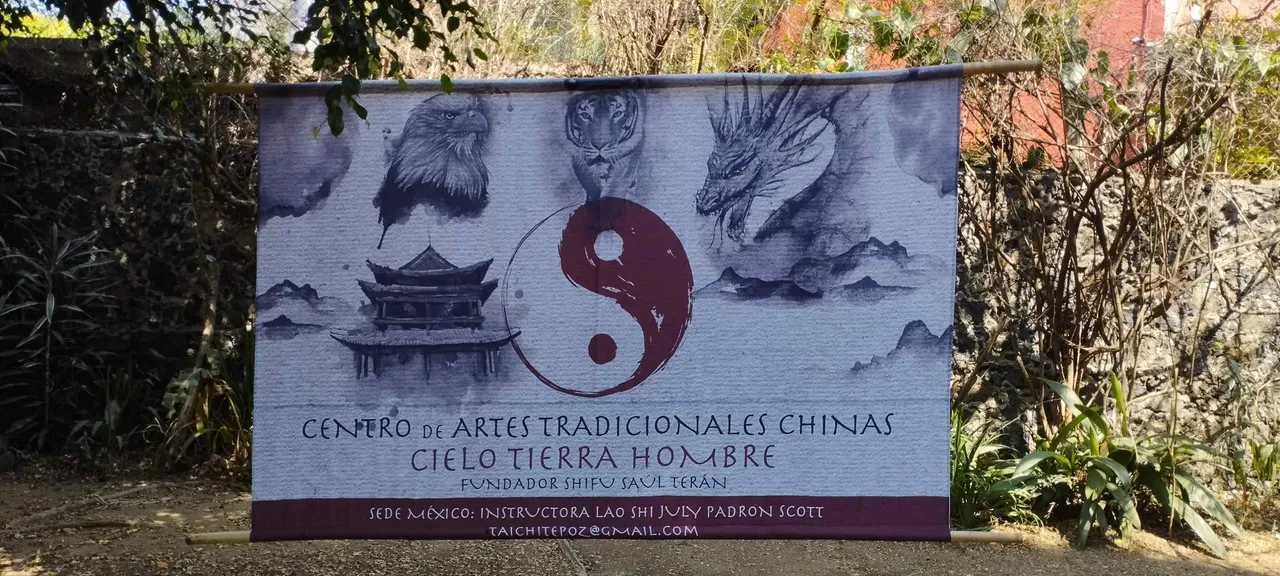 CENTRO DE ARTES TRADICIONALES CHINAS
CIELO TIERRA HOMBRE
FUNDADOR SHIFU SAÚL TERÁN
SEDE MÉXICO: INSTRUCTORA LAO SHI JULY PADRON SCOTT
TAICHITEPOZ@GMAIL.COM